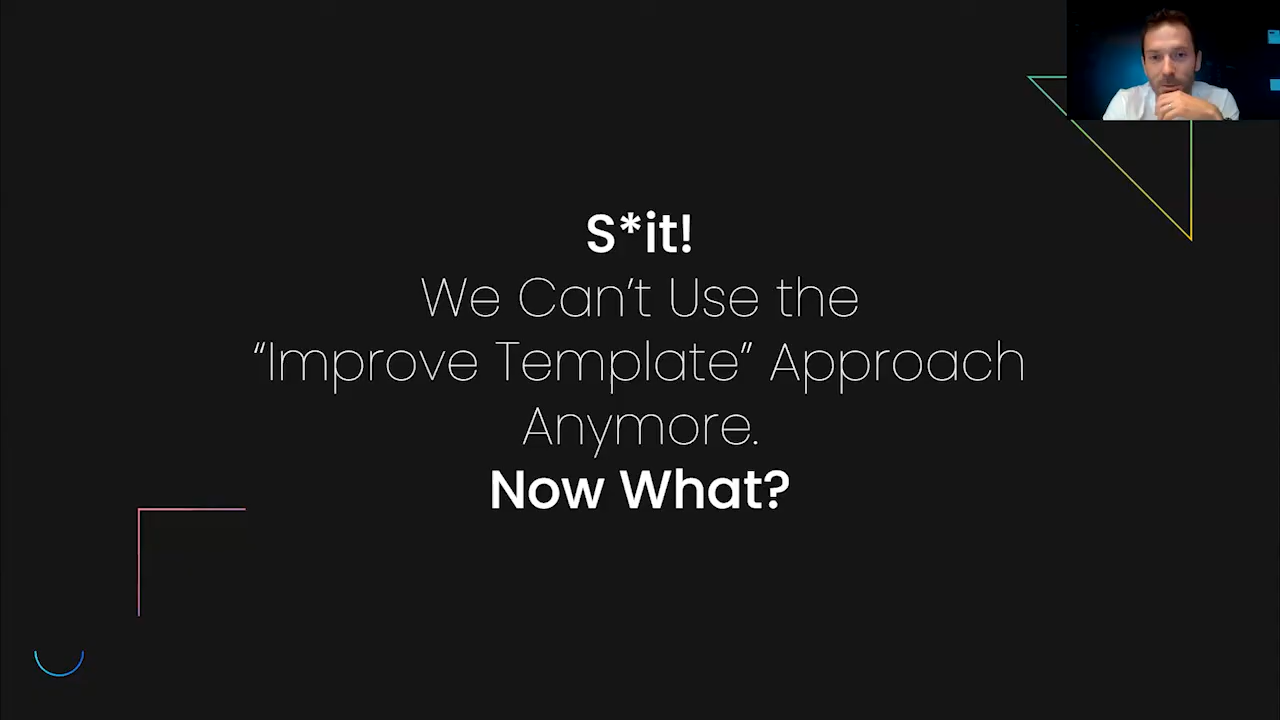 S*it!
We Can’t Use the
“Improve Template” Approach
Anymore.
Now What?